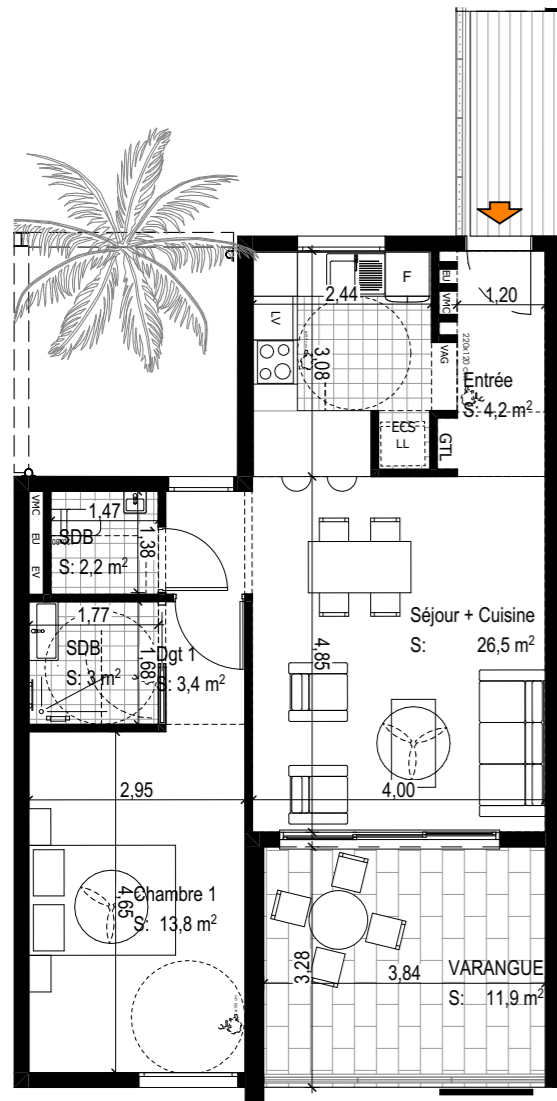 F
EU
VMC
2,44
1,20
LV
3,08
VAG
Entrée
S: 4,2 m²
ECS
LL
GTL
VMC
EU
EV
1,47
1,38
SDB
S: 2,2 m²
1,77
1,68
SDB
S: 3 m²
Dgt 1
S: 3,4 m²
Séjour + Cuisine
S: 26,5 m²
4,85
2,95
4,00
4,65
Chambre 1
S: 13,8 m²
3,28
3,84
VARANGUE
S: 11,9 m²